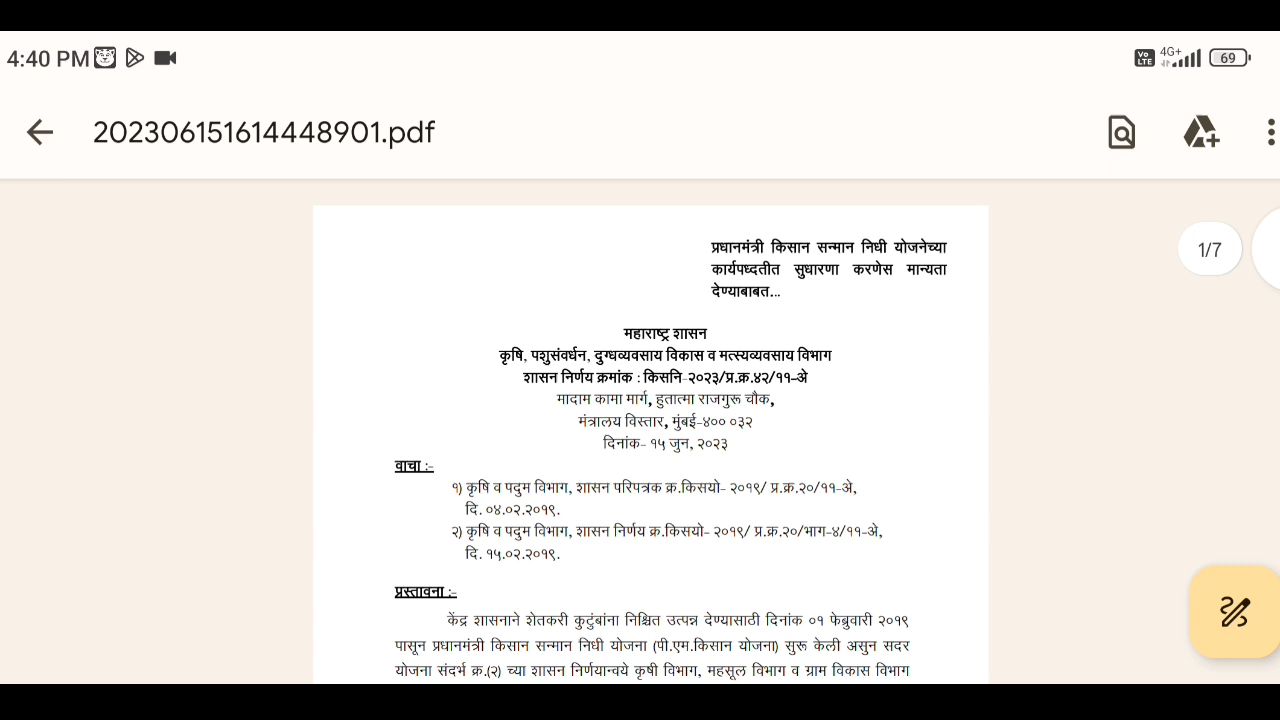 4:40 PM
Vo LTE 4G+ 69
202306151614448901.pdf
1/7
प्रधानमंत्री किसान सन्मान निधी योजनेच्या
कार्यपध्दतीत सुधारणा करणेस मान्यता
देण्याबाबत...
महाराष्ट्र शासन
कृषि, पशुसंवर्धन, दुग्धव्यवसाय विकास व मत्स्यव्यवसाय विभाग
शासन निर्णय क्रमांक : किसनि-२०२३/प्र.क्र.४२/११-अे
मादाम कामा मार्ग, हुतात्मा राजगुरू चौक,
मंत्रालय विस्तार, मुंबई-४०० ०३२
दिनांक- १५ जुन, २०२३
वाचा :-
१) कृषि व पदुम विभाग, शासन परिपत्रक क्र.किसयो- २०१९/ प्र.क्र.२०/११-अे,
दि. ०४.०२.२०१९.
२) कृषि व पदुम विभाग, शासन निर्णय क्र.किसयो- २०१९/ प्र.क्र.२०/भाग-४/११-अे,
दि. १५.०२.२०१९.
प्रस्तावना :-
केंद्र शासनाने शेतकरी कुटुंबांना निश्चित उत्पन्न देण्यासाठी दिनांक ०१ फेब्रुवारी २०१९
पासून प्रधानमंत्री किसान सन्मान निधी योजना (पी.एम.किसान योजना) सुरू केली असुन सदर
योजना संदर्भ क्र.(२) च्या शासन निर्णयान्वये कृषी विभाग, महसूल विभाग व ग्राम विकास विभाग